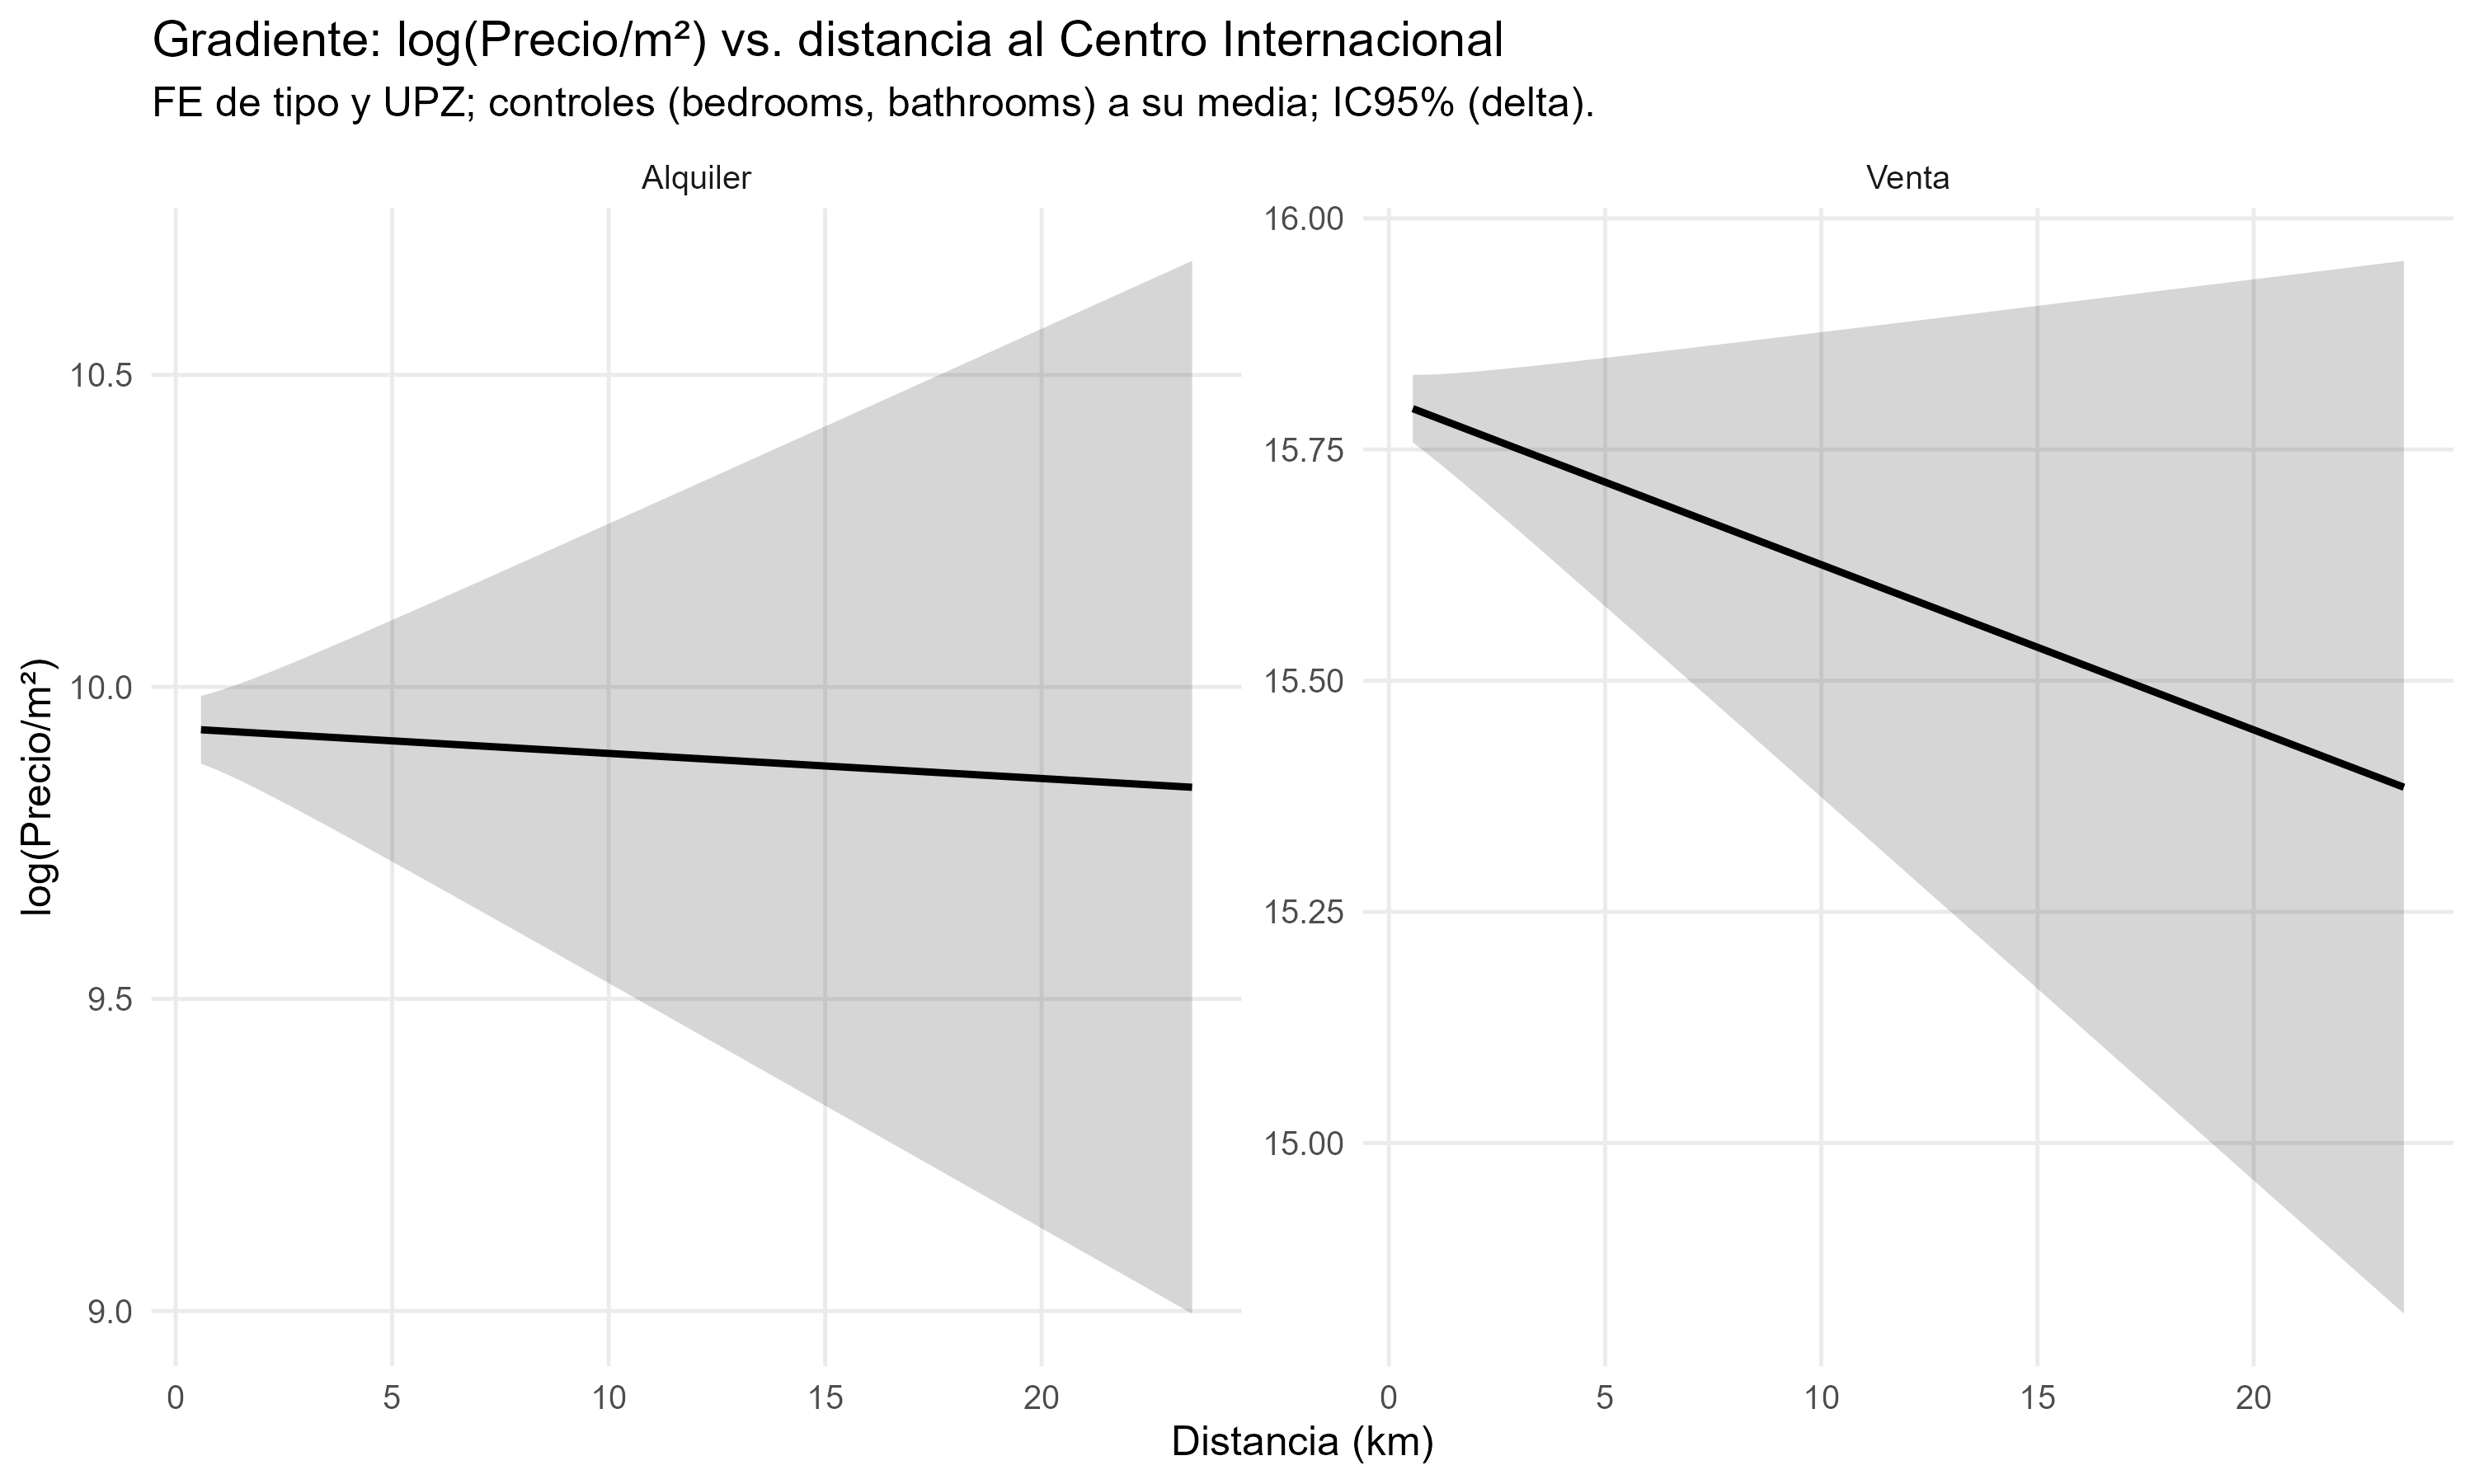 Gradiente: log(Precio/m²) vs. distancia al Centro Internacional
FE de tipo y UPZ; controles (bedrooms, bathrooms) a su media; IC95% (delta).
Alquiler
Venta
log(Precio/m²)
10.5
10.0
9.5
9.0
16.00
15.75
15.50
15.25
15.00
0 5 10 15 20
0 5 10 15 20
Distancia (km)